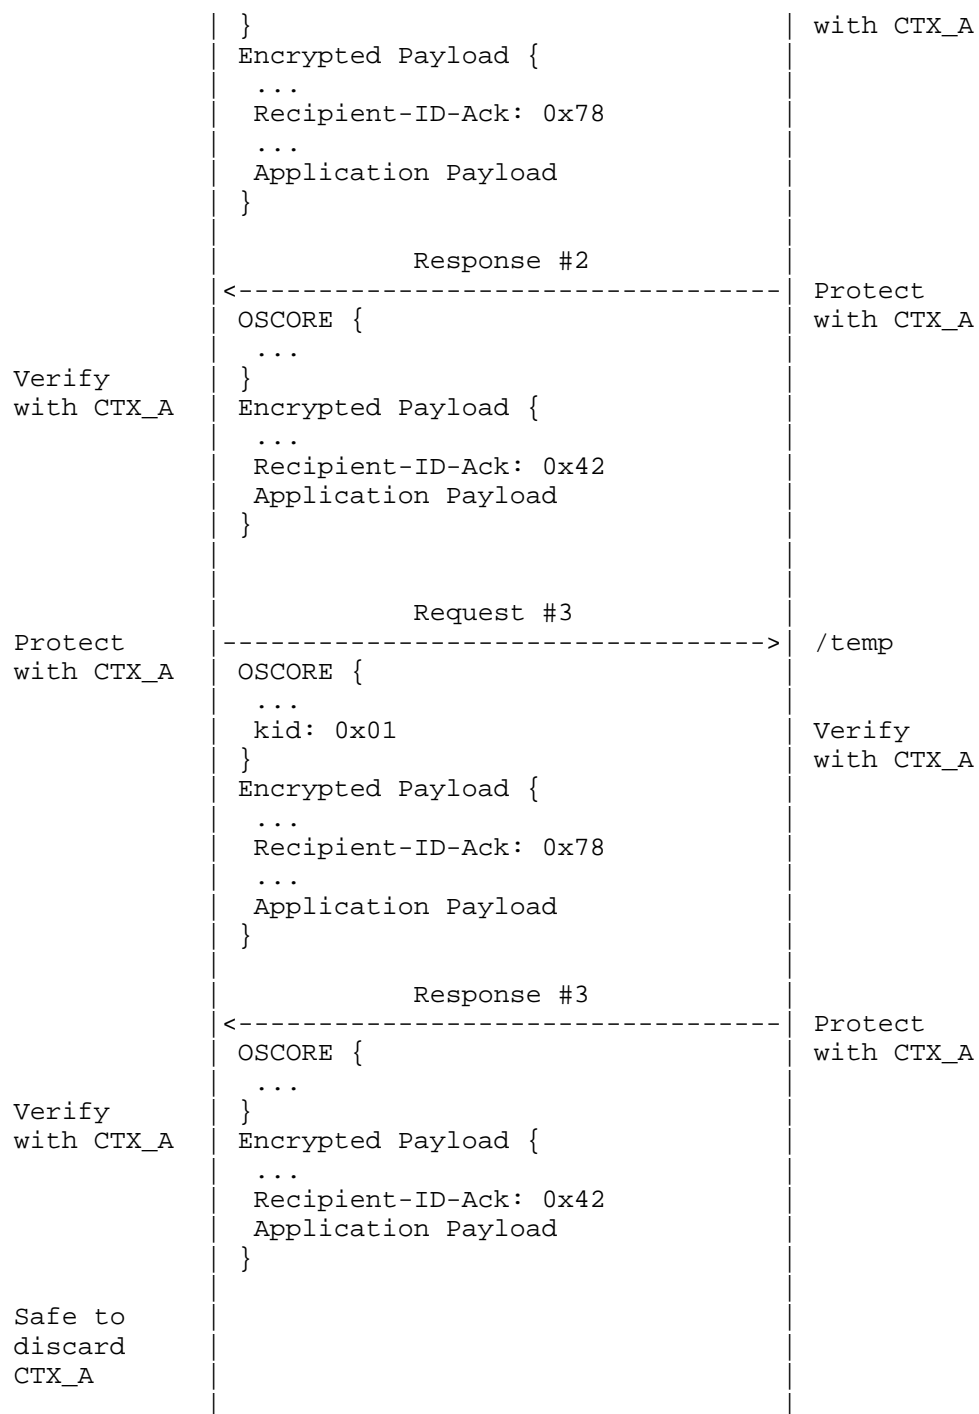 | }                                  | with CTX_A
             | Encrypted Payload {                |
             |  ...                               |
             |  Recipient-ID-Ack: 0x78            |
             |  ...                               |
             |  Application Payload               |
             | }                                  |
             |                                    |
             |            Response #2             |
             |<-----------------------------------| Protect
             | OSCORE {                           | with CTX_A
             |  ...                               |
Verify       | }                                  |
with CTX_A   | Encrypted Payload {                |
             |  ...                               |
             |  Recipient-ID-Ack: 0x42            |
             |  Application Payload               |
             | }                                  |
             |                                    |
             |                                    |
             |            Request #3              |
Protect      |----------------------------------->| /temp
with CTX_A   | OSCORE {                           |
             |  ...                               |
             |  kid: 0x01                         | Verify
             | }                                  | with CTX_A
             | Encrypted Payload {                |
             |  ...                               |
             |  Recipient-ID-Ack: 0x78            |
             |  ...                               |
             |  Application Payload               |
             | }                                  |
             |                                    |
             |            Response #3             |
             |<-----------------------------------| Protect
             | OSCORE {                           | with CTX_A
             |  ...                               |
Verify       | }                                  |
with CTX_A   | Encrypted Payload {                |
             |  ...                               |
             |  Recipient-ID-Ack: 0x42            |
             |  Application Payload               |
             | }                                  |
             |                                    |
Safe to      |                                    |
discard      |                                    |
CTX_A        |                                    |
             |                                    |